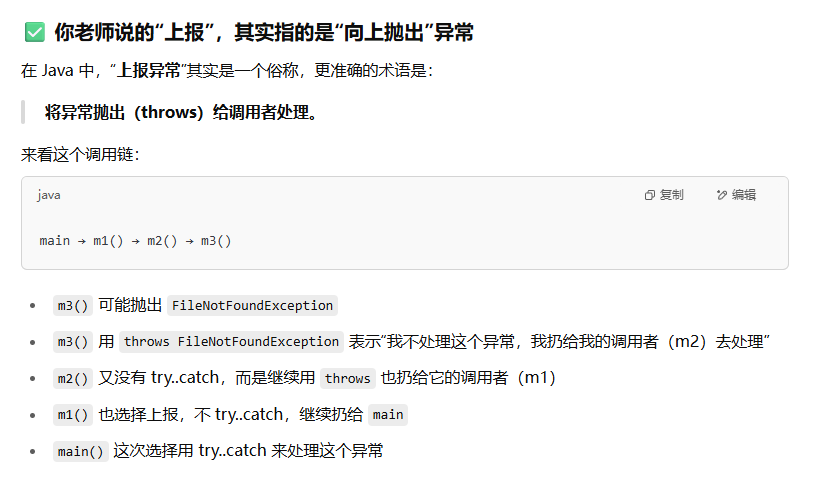 ✅ 你老师说的“上报”，其实指的是“向上抛出”异常
在 Java 中，“上报异常”其实是一个俗称，更准确的术语是：
将异常抛出（throws）给调用者处理。
来看这个调用链：
java 复制 编辑
main → m1() → m2() → m3()
• m3() 可能抛出 FileNotFoundException
• m3() 用 throws FileNotFoundException 表示“我不处理这个异常，我扔给我的调用者（m2）去处理”
• m2() 又没有 try..catch，而是继续用 throws 也扔给它的调用者（m1）
• m1() 也选择上报，不 try..catch，继续扔给 main
• main() 这次选择用 try..catch 来处理这个异常